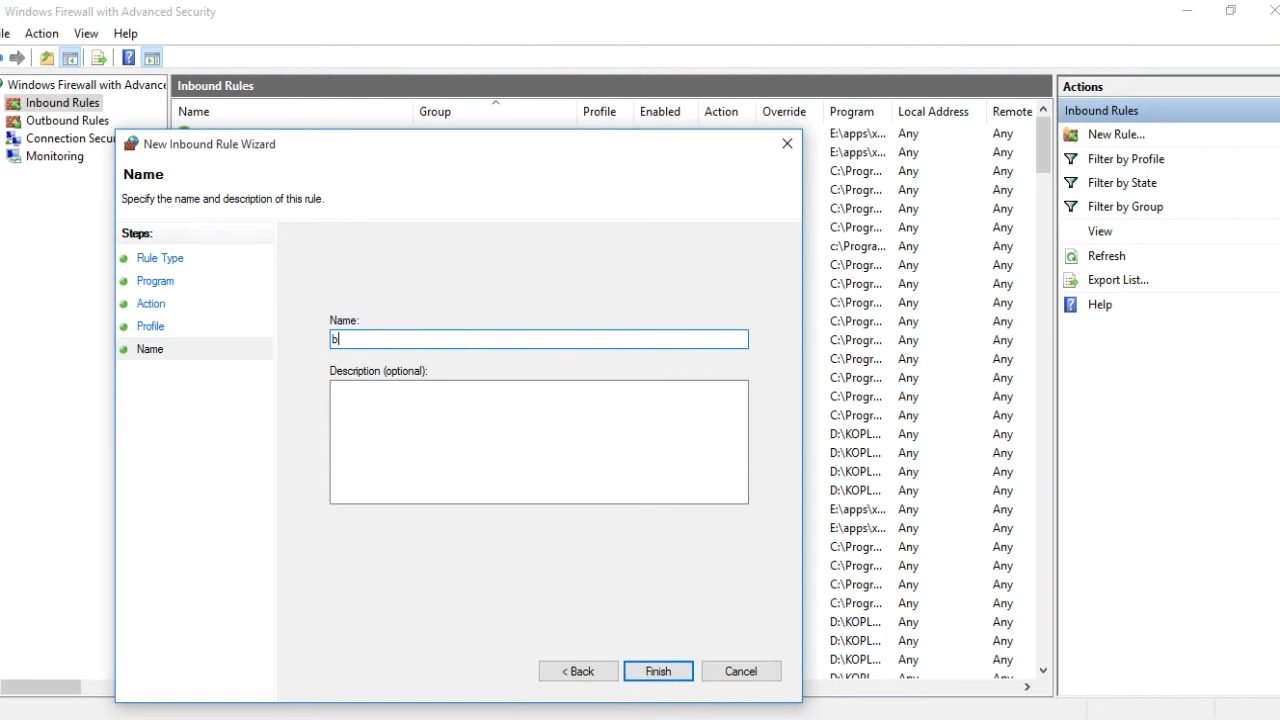 Windows Firewall with Advanced Security
ile Action View Help
Windows Firewall with Advance
Inbound Rules
Outbound Rules
Connection Secu
Monitoring
Inbound Rules
Name Group Profile Enabled Action Override Program Local Address Remote
E:\apps\x... Any Any
E:\apps\x... Any Any
C:\Progr... Any Any
C:\Progr... Any Any
C:\Progr... Any Any
C:\Progr... Any Any
c:\Progra... Any Any
C:\Progr... Any Any
C:\Progr... Any Any
C:\Progr... Any Any
C:\Progr... Any Any
C:\Progr... Any Any
C:\Progr... Any Any
C:\Progr... Any Any
C:\Progr... Any Any
C:\Progr... Any Any
D:\KOPL... Any Any
D:\KOPL... Any Any
D:\KOPL... Any Any
D:\KOPL... Any Any
E:\apps\x... Any Any
E:\apps\x... Any Any
C:\Progr... Any Any
C:\Progr... Any Any
C:\Progr... Any Any
C:\Progr... Any Any
D:\KOPL... Any Any
D:\KOPL... Any Any
D:\KOPL... Any Any
D:\KOPL... Any Any
New Inbound Rule Wizard
Name
Specify the name and description of this rule.
Steps:
Rule Type
Program
Action
Profile
Name
Name:
b
Description (optional):
< Back Finish Cancel
Actions
Inbound Rules
New Rule...
Filter by Profile
Filter by State
Filter by Group
View
Refresh
Export List...
Help